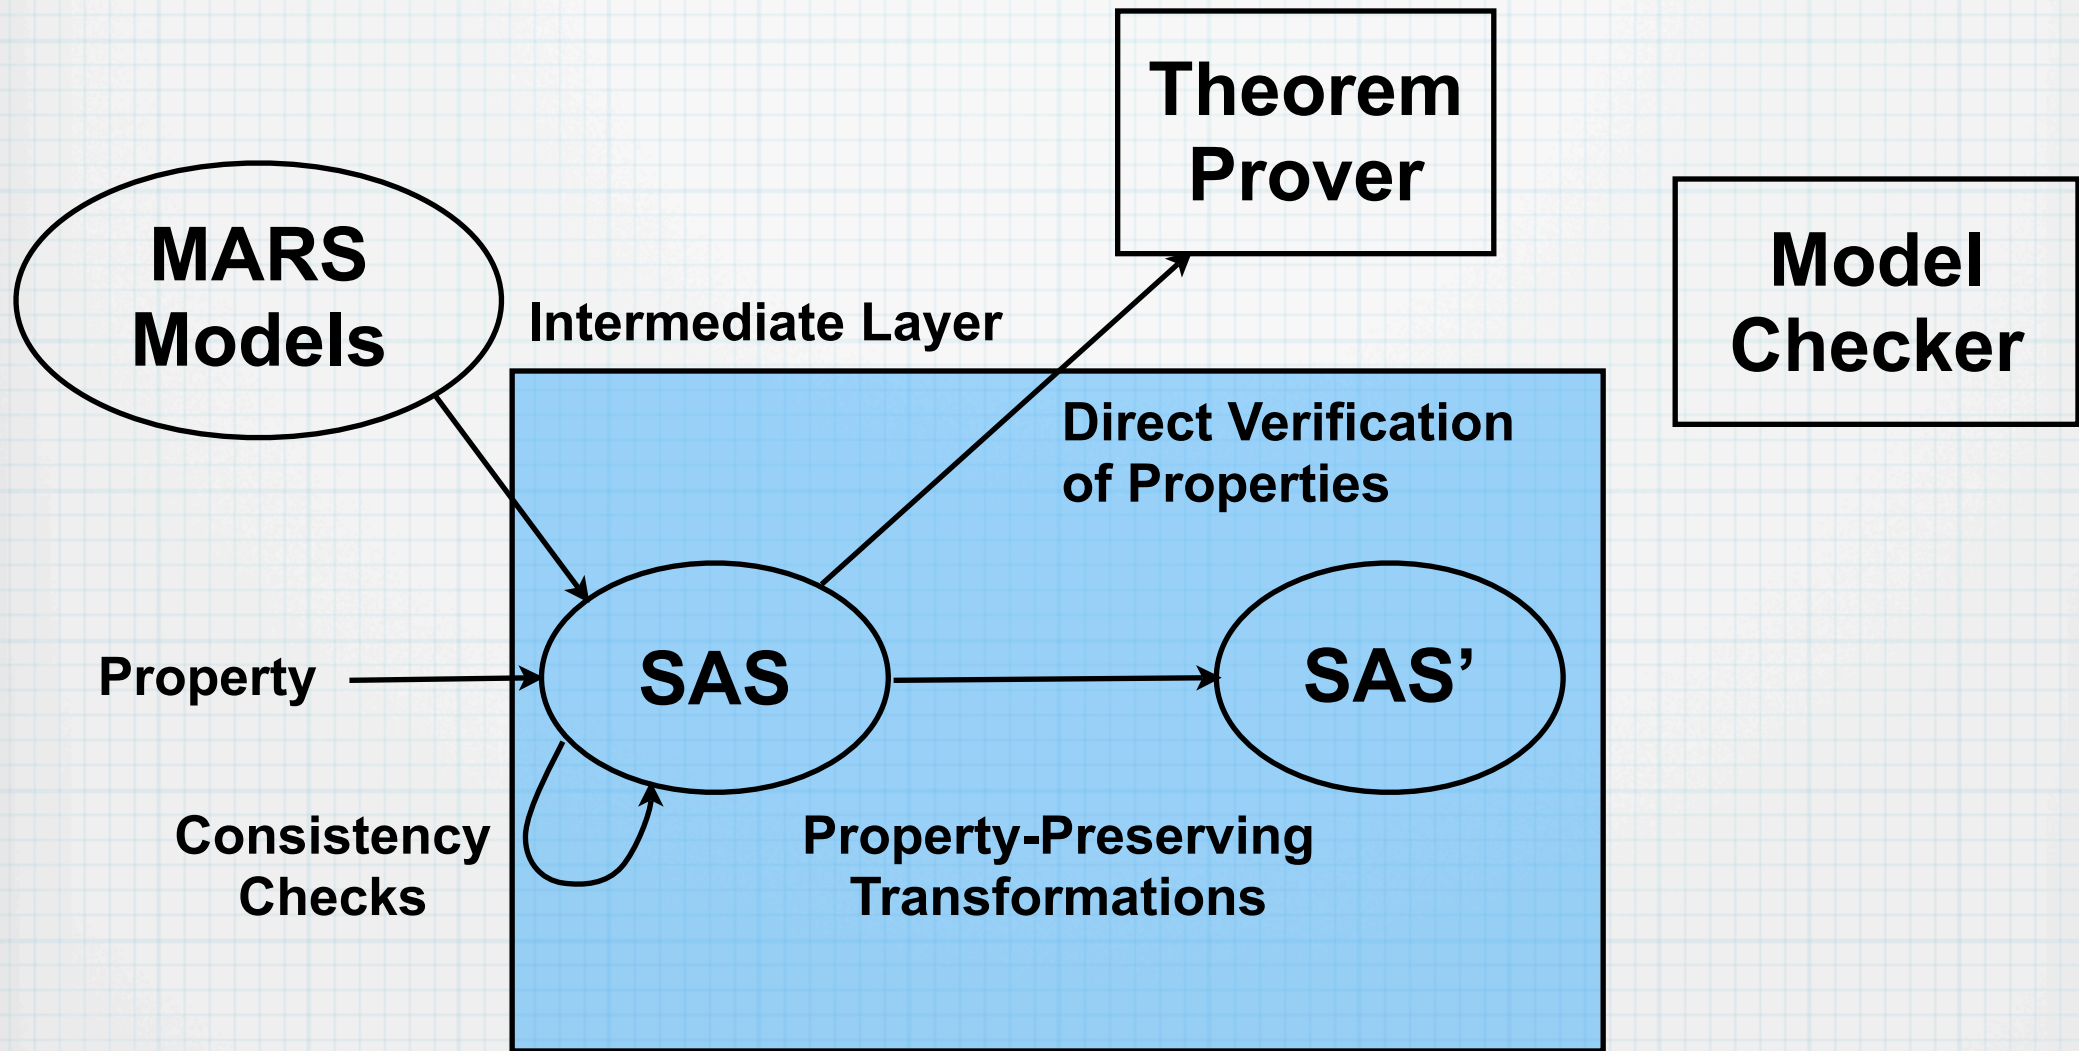 Theorem
Prover
MARS
Models
Model
Checker
Intermediate Layer
Direct Verification
of Properties
Property
SAS
SAS’
Consistency
Checks
Property-Preserving
Transformations